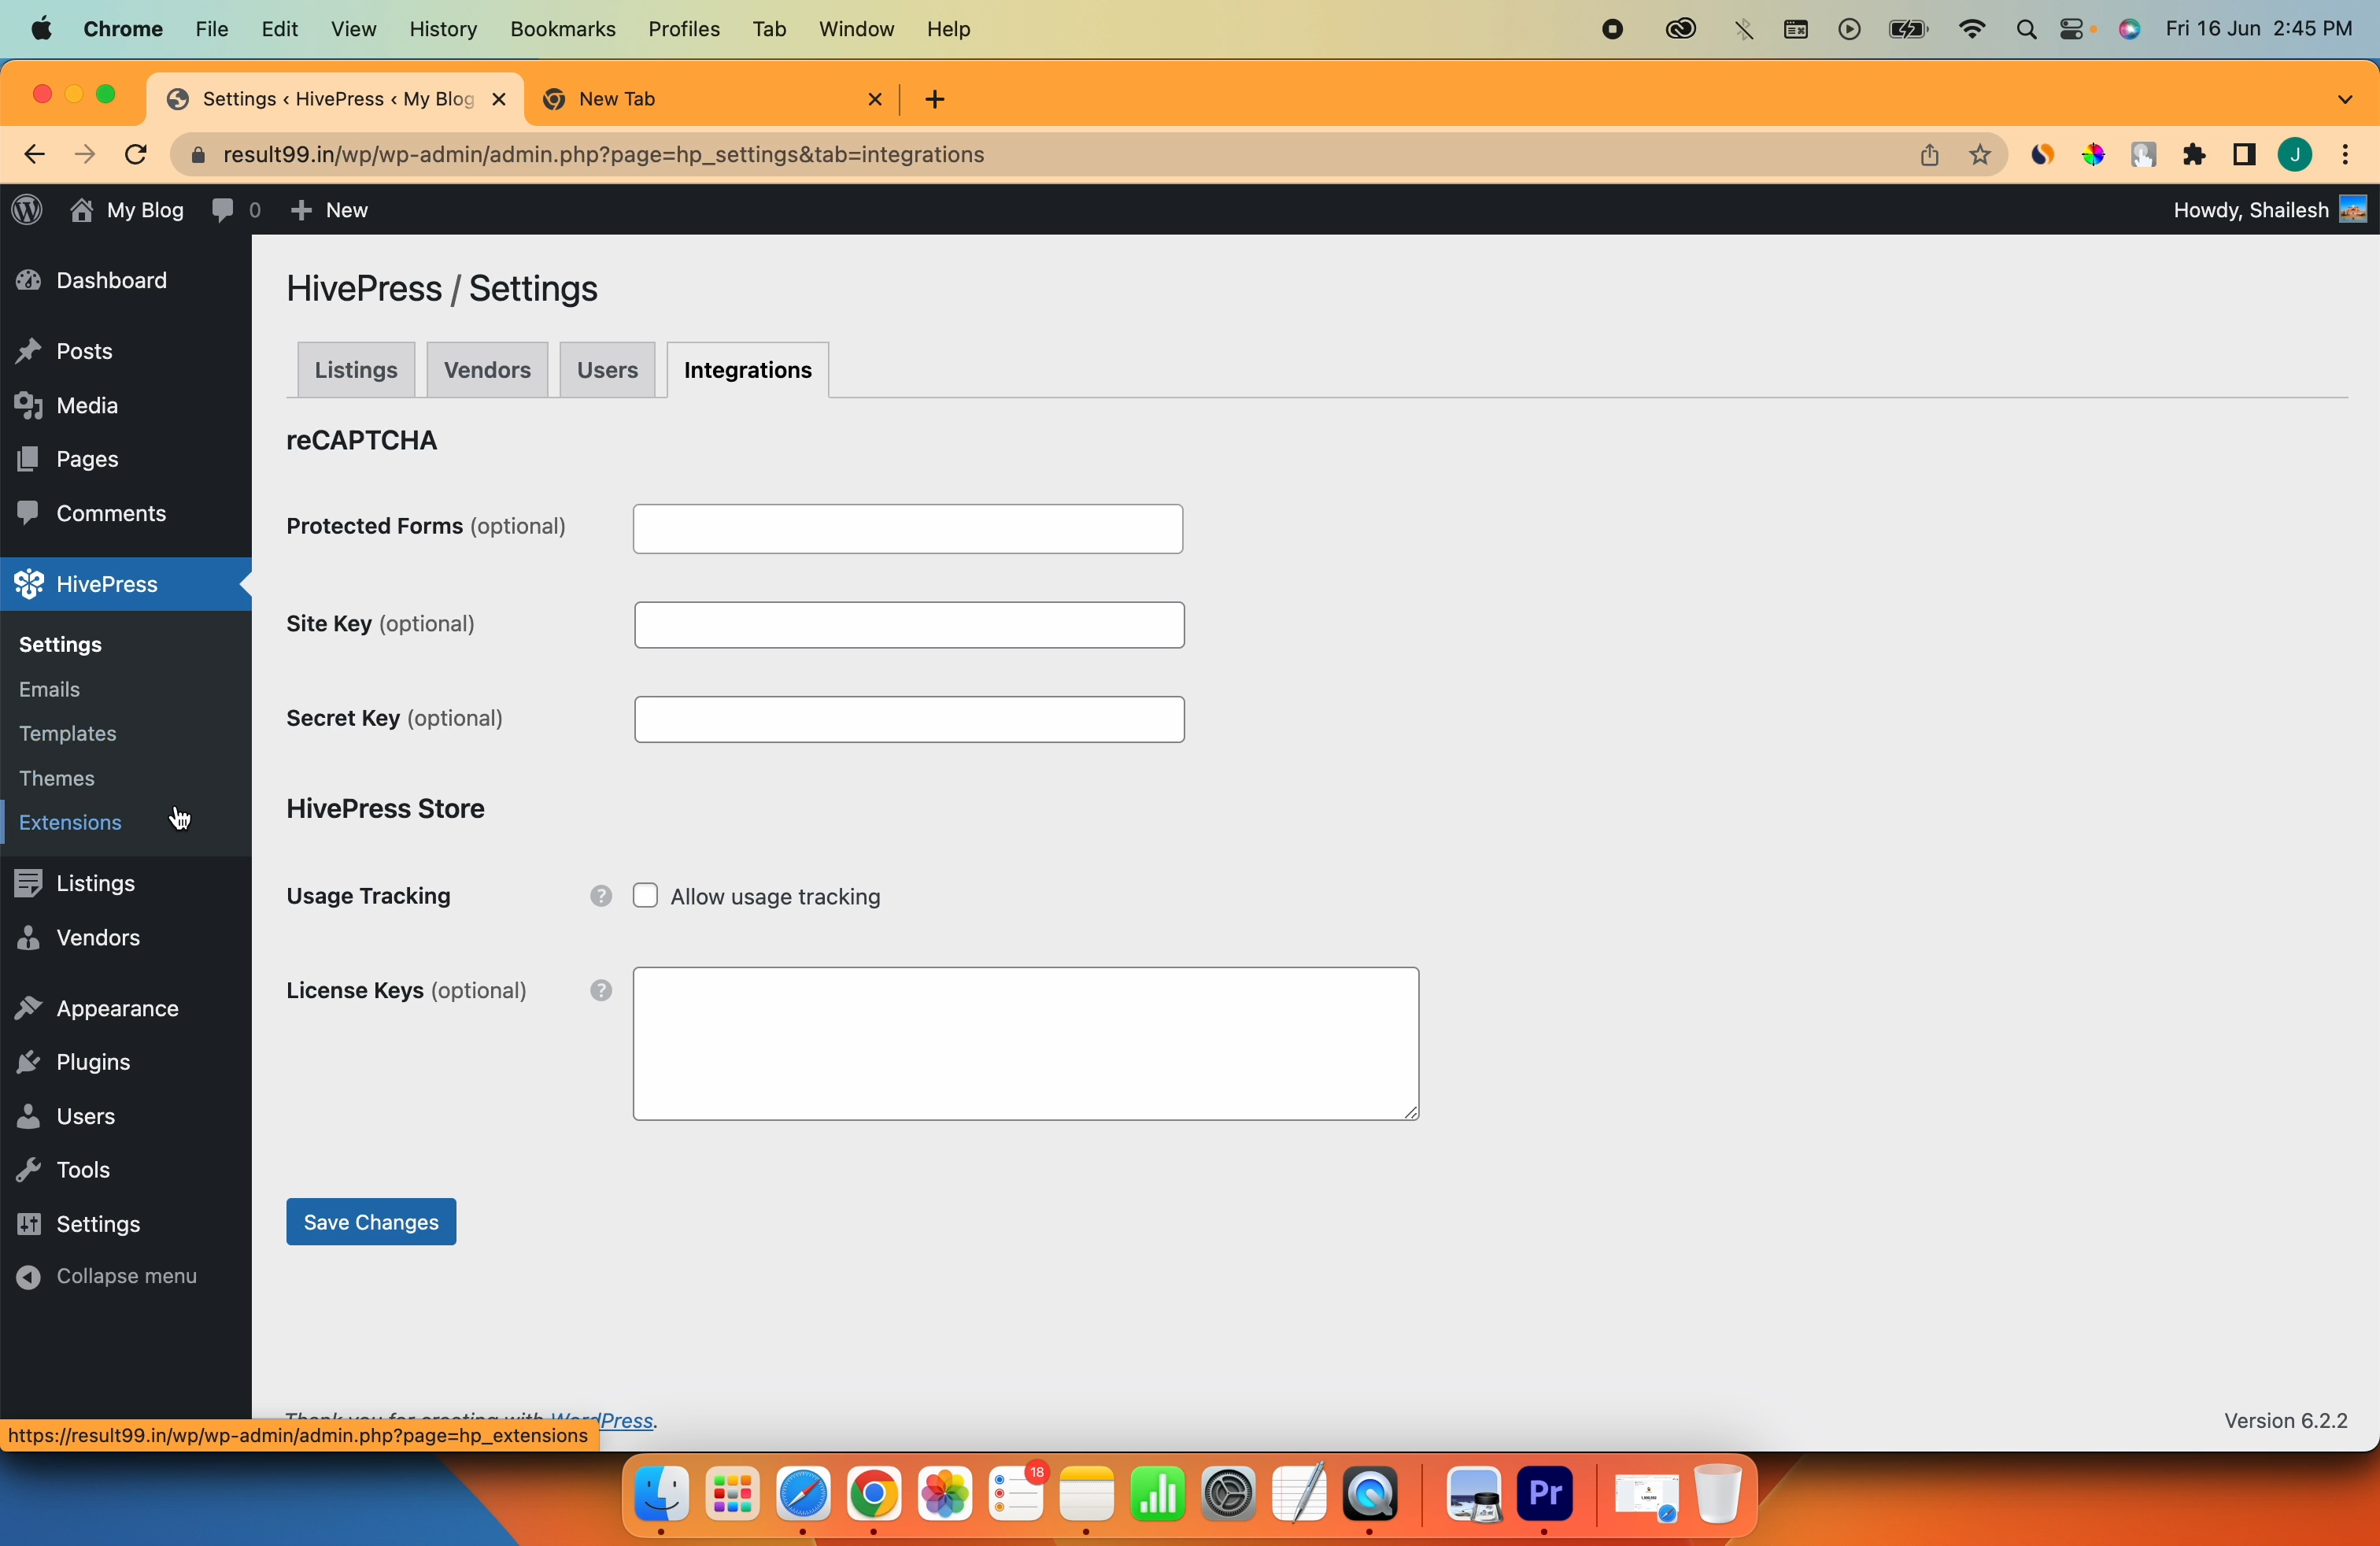 Chrome File Edit View History Bookmarks Profiles Tab Window Help Fri 16 Jun 2:45 PM
Settings ‹ HivePress ‹ My Blog New Tab
result99.in/wp/wp-admin/admin.php?page=hp_settings&tab=integrations J
My Blog 0 New Howdy, Shailesh
Dashboard
Posts
Media
Pages
Comments
HivePress
Settings
Emails
Templates
Themes
Extensions
Listings
Vendors
Appearance
Plugins
Users
Tools
Settings
Collapse menu
HivePress / Settings
Listings Vendors Users Integrations
reCAPTCHA
Protected Forms (optional)
Site Key (optional)
Secret Key (optional)
HivePress Store
Usage Tracking ? Allow usage tracking
License Keys (optional) ?
Save Changes
Thank you for creating with WordPress.
Version 6.2.2
https://result99.in/wp/wp-admin/admin.php?page=hp_extensions
18
Pr